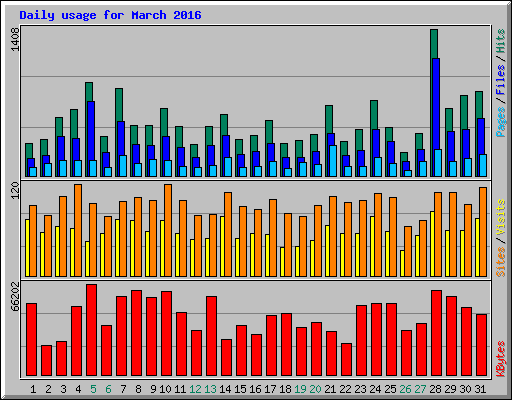 Daily usage for March 2016
1408
Pages / Files / Hits
120
Sites / Visits
66202
KBytes
1 2 3 4 5 6 7 8 9 10 11 12 13 14 15 16 17 18 19 20 21 22 23 24 25 26 27 28 29 30 31